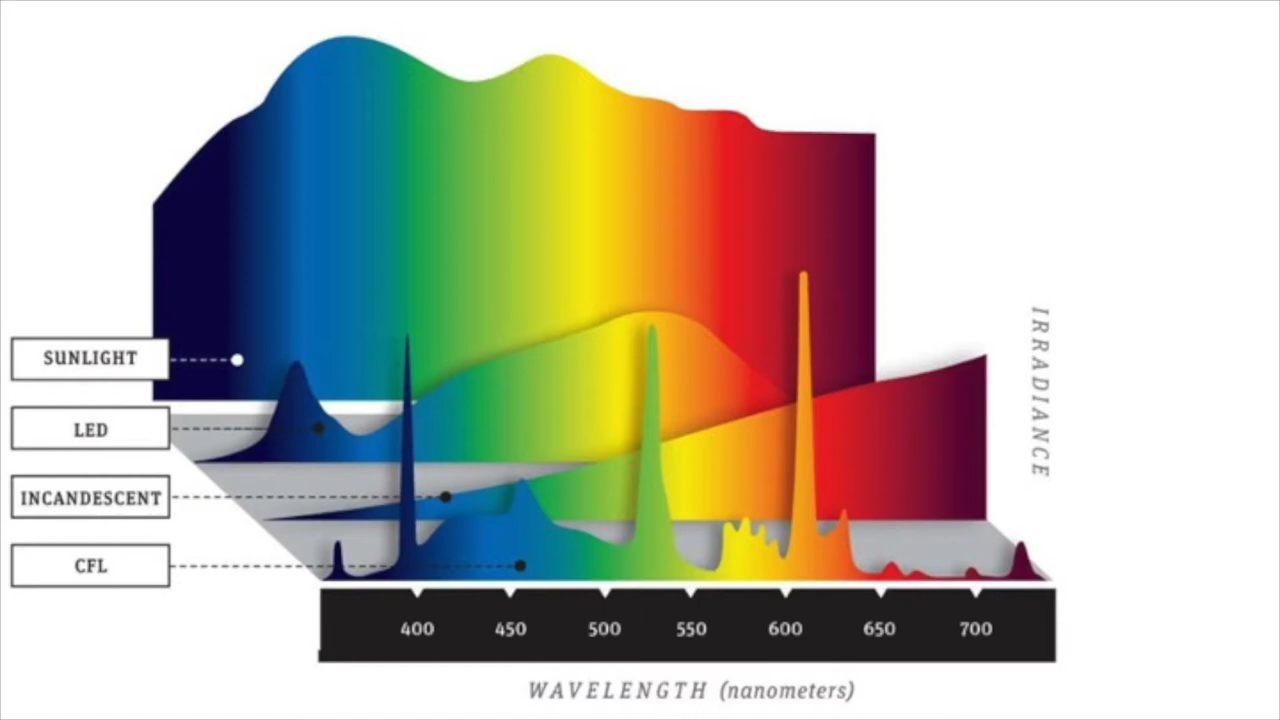 SUNLIGHT
LED
INCANDESCENT
CFL
IRRADIANCE
400 450 500 550 600 650 700
WAVELENGTH (nanometers)